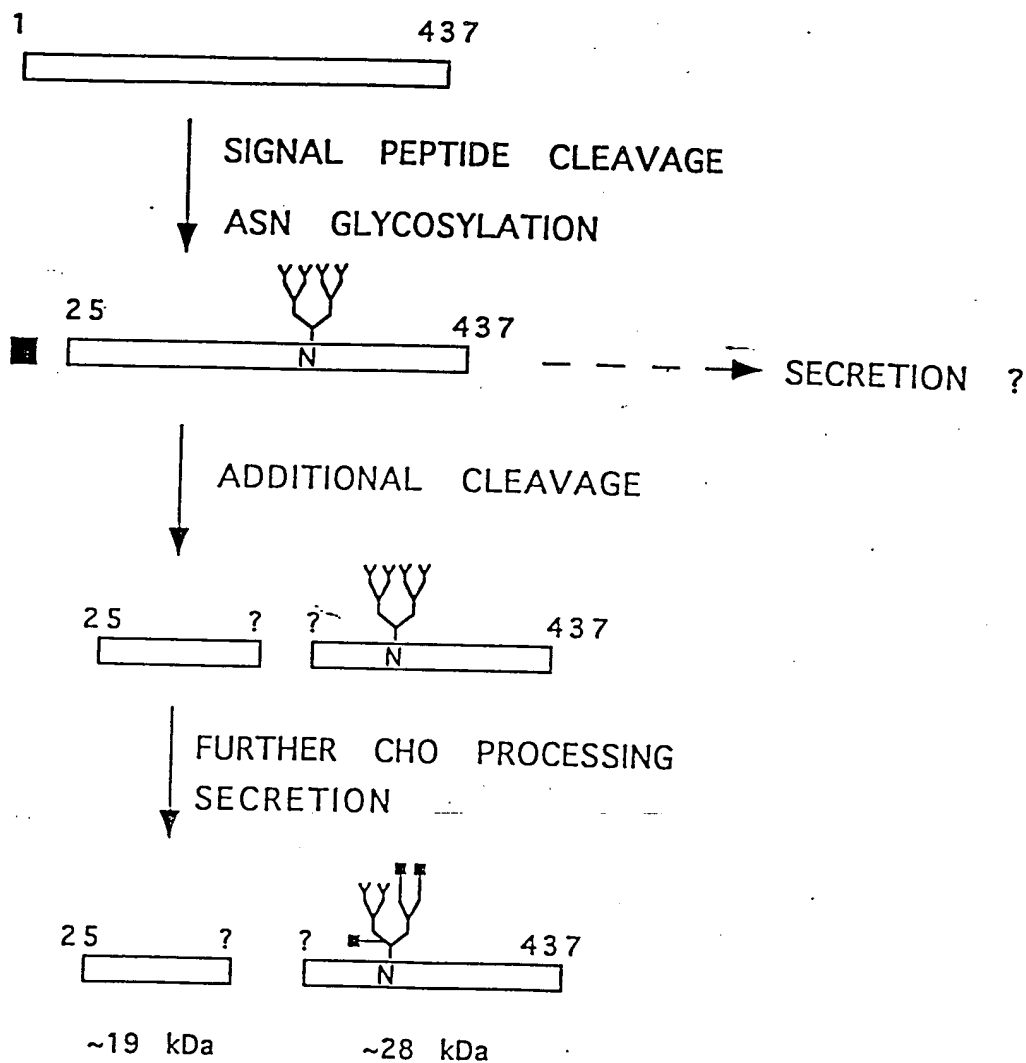 1 437
SIGNAL PEPTIDE CLEAVAGE
ASN GLYCOSYLATION
25 437
N
SECRETION ?
ADDITIONAL CLEAVAGE
25 ? ? 437
N
FURTHER CHO PROCESSING
SECRETION
25 ? ? 437
N
~19 kDa ~28 kDa